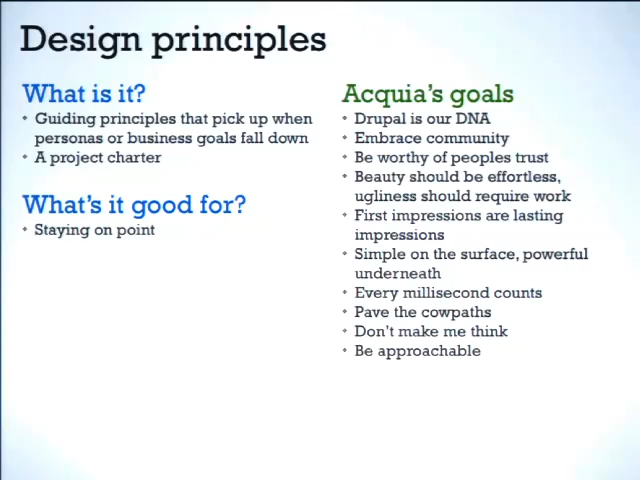 Design principles
What is it?
• Guiding principles that pick up when
personas or business goals fall down
• A project charter
What's it good for?
• Staying on point
Acquia's goals
• Drupal is our DNA
• Embrace community
• Be worthy of peoples trust
• Beauty should be effortless,
ugliness should require work
• First impressions are lasting
impressions
• Simple on the surface, powerful
underneath
• Every millisecond counts
• Pave the cowpaths
• Don't make me think
• Be approachable